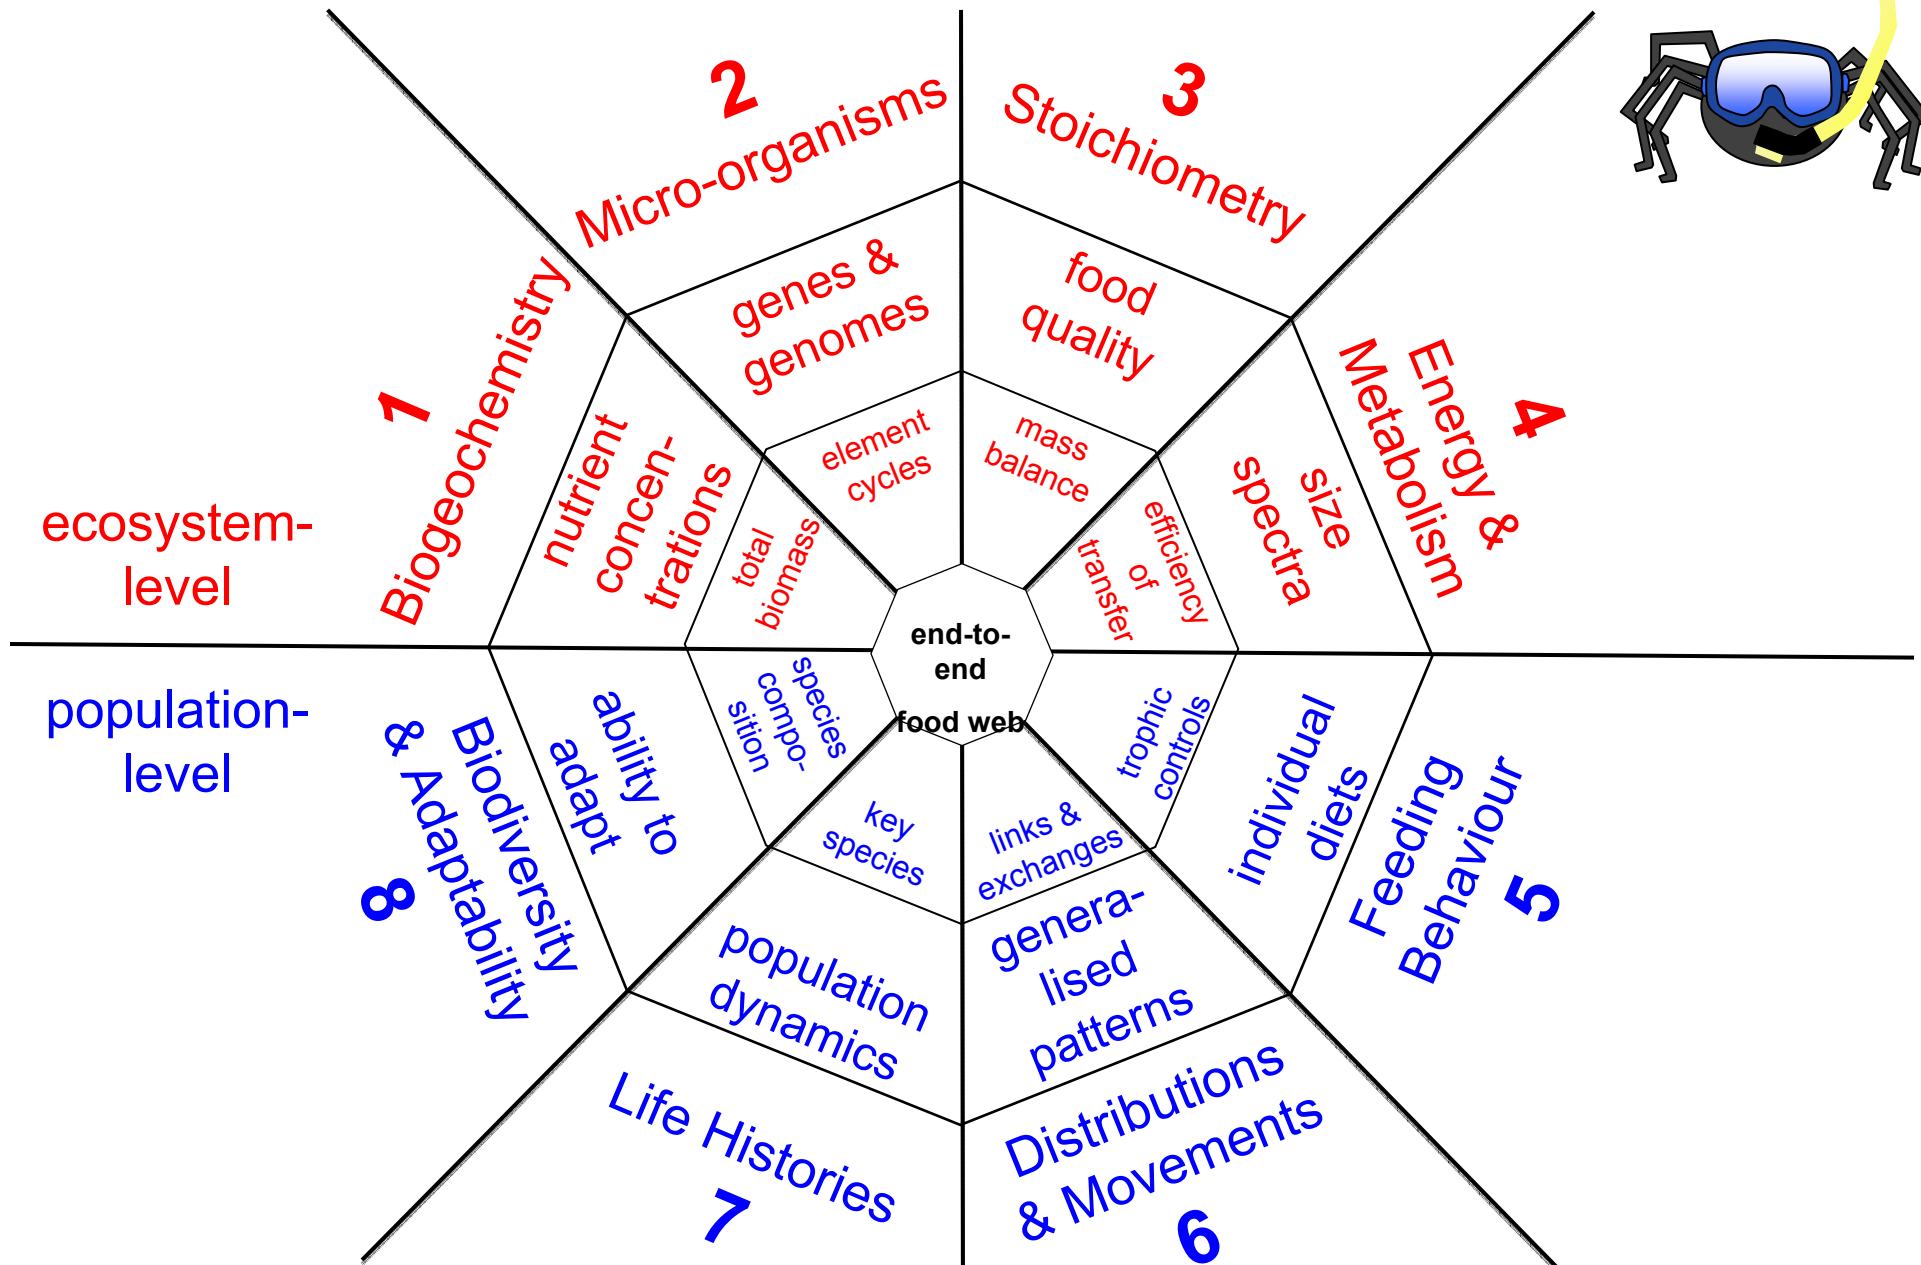 2
Micro-organisms
genes &
genomes
element
cycles
3
Stoichiometry
food
quality
mass
balance
4
Energy &
Metabolism
size
spectra
efficiency
of
transfer
1
Biogeochemistry
nutrient
concen-
trations
total
biomass
ecosystem-
level
end-to-
end
food web
population-
level
5
Feeding
Behaviour
individual
diets
trophic
controls
6
Distributions
& Movements
genera-
lised
patterns
links &
exchanges
7
Life Histories
population
dynamics
key
species
8
Biodiversity
& Adaptability
ability to
adapt
species
compo-
sition